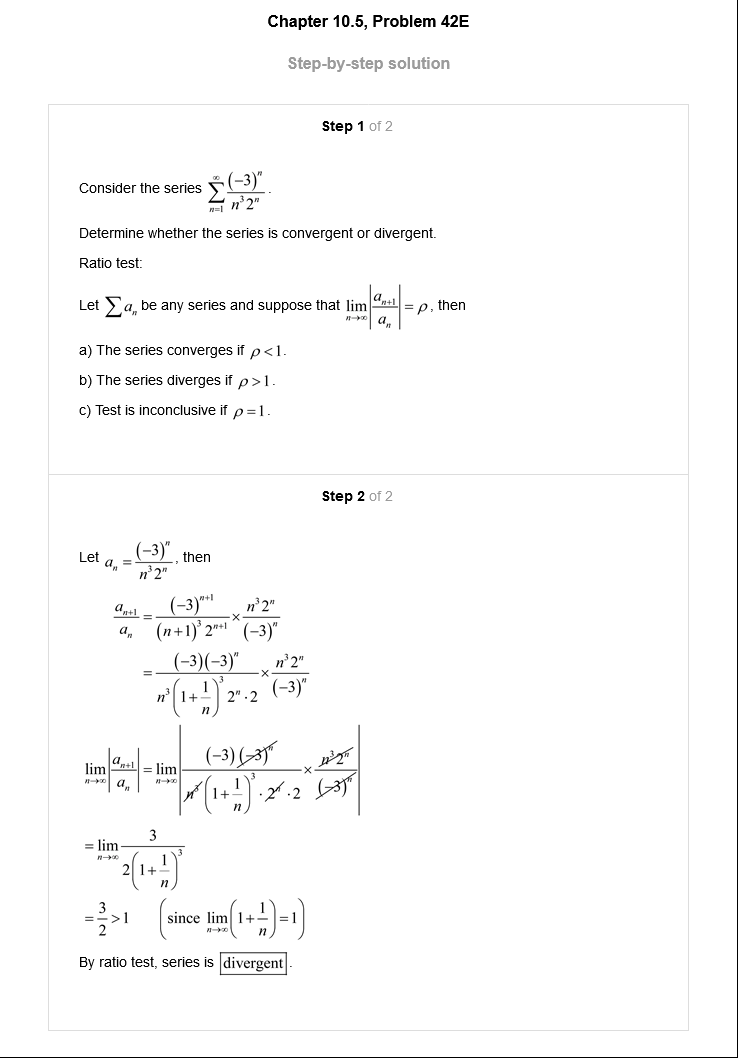 Chapter 10.5, Problem 42E
Step-by-step solution
Step 1 of 2
Consider the series $\sum_{n=1}^{\infty} \frac{(-3)^n}{n^3 2^n}$.
Determine whether the series is convergent or divergent.
Ratio test:
Let $\sum a_n$ be any series and suppose that $\lim_{n \to \infty} \left| \frac{a_{n+1}}{a_n} \right| = \rho$, then
a) The series converges if $\rho < 1$.
b) The series diverges if $\rho > 1$.
c) Test is inconclusive if $\rho = 1$.
Step 2 of 2
Let $a_n = \frac{(-3)^n}{n^3 2^n}$, then
$\frac{a_{n+1}}{a_n} = \frac{(-3)^{n+1}}{(n+1)^3 2^{n+1}} \times \frac{n^3 2^n}{(-3)^n}$
$= \frac{(-3)(-3)^n}{n^3 \left(1+\frac{1}{n}\right)^3 2^n \cdot 2} \times \frac{n^3 2^n}{(-3)^n}$
$\lim_{n \to \infty} \left| \frac{a_{n+1}}{a_n} \right| = \lim_{n \to \infty} \left| \frac{(-3)\cancel{(-3)^n}}{\cancel{n^3} \left(1+\frac{1}{n}\right)^3 \cdot \cancel{2^n} \cdot 2} \times \frac{\cancel{n^3 2^n}}{\cancel{(-3)^n}} \right|$
$= \lim_{n \to \infty} \frac{3}{2\left(1+\frac{1}{n}\right)^3}$
$= \frac{3}{2} > 1 \quad \left( \text{since } \lim_{n \to \infty} \left(1+\frac{1}{n}\right) = 1 \right)$
By ratio test, series is $\boxed{\text{divergent}}$.